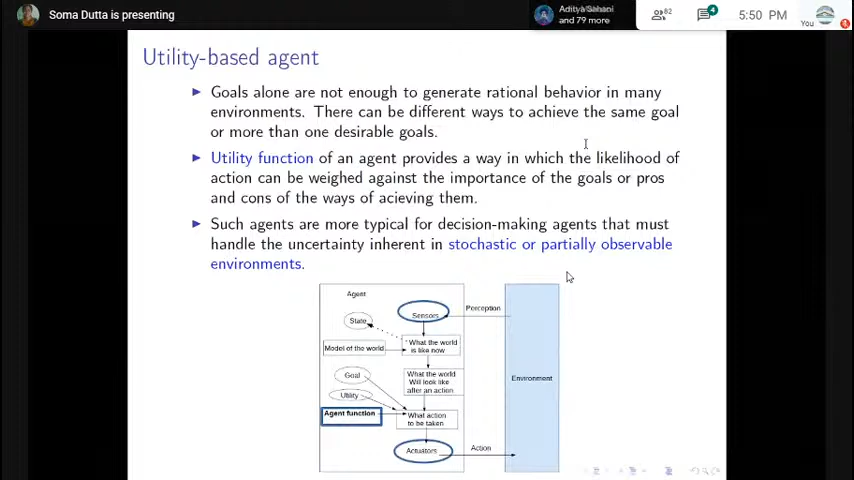 Soma Dutta is presenting
Aditya Sahani
and 79 more
82
4
5:50 PM
You
Utility-based agent
Goals alone are not enough to generate rational behavior in many
environments. There can be different ways to achieve the same goal
or more than one desirable goals.
Utility function of an agent provides a way in which the likelihood of
action can be weighed against the importance of the goals or pros
and cons of the ways of acieving them.
Such agents are more typical for decision-making agents that must
handle the uncertainty inherent in stochastic or partially observable
environments.
Agent
Sensors
Perception
State
Model of the world
What the world
is like now
Goal
What the world
Will look like
after an action
Environment
Utility
Agent function
What action
to be taken
Actuators
Action